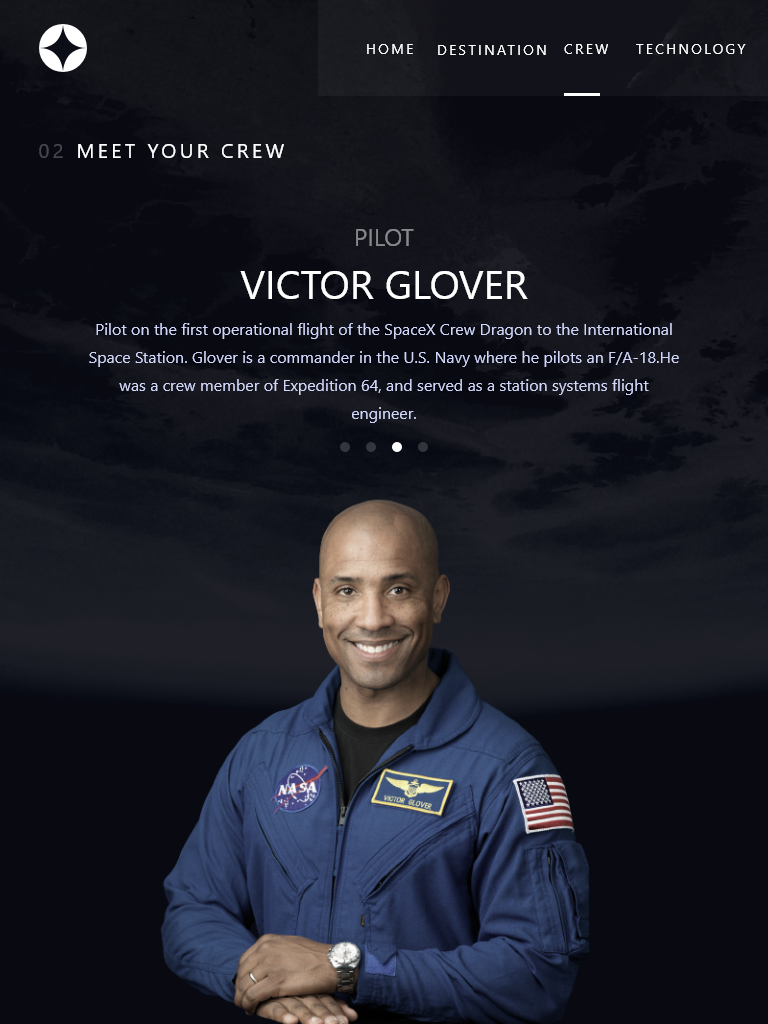 HOME DESTINATION CREW TECHNOLOGY
02 MEET YOUR CREW
PILOT
VICTOR GLOVER
Pilot on the first operational flight of the SpaceX Crew Dragon to the International
Space Station. Glover is a commander in the U.S. Navy where he pilots an F/A-18.He
was a crew member of Expedition 64, and served as a station systems flight
engineer.
NASA
VICTOR GLOVER